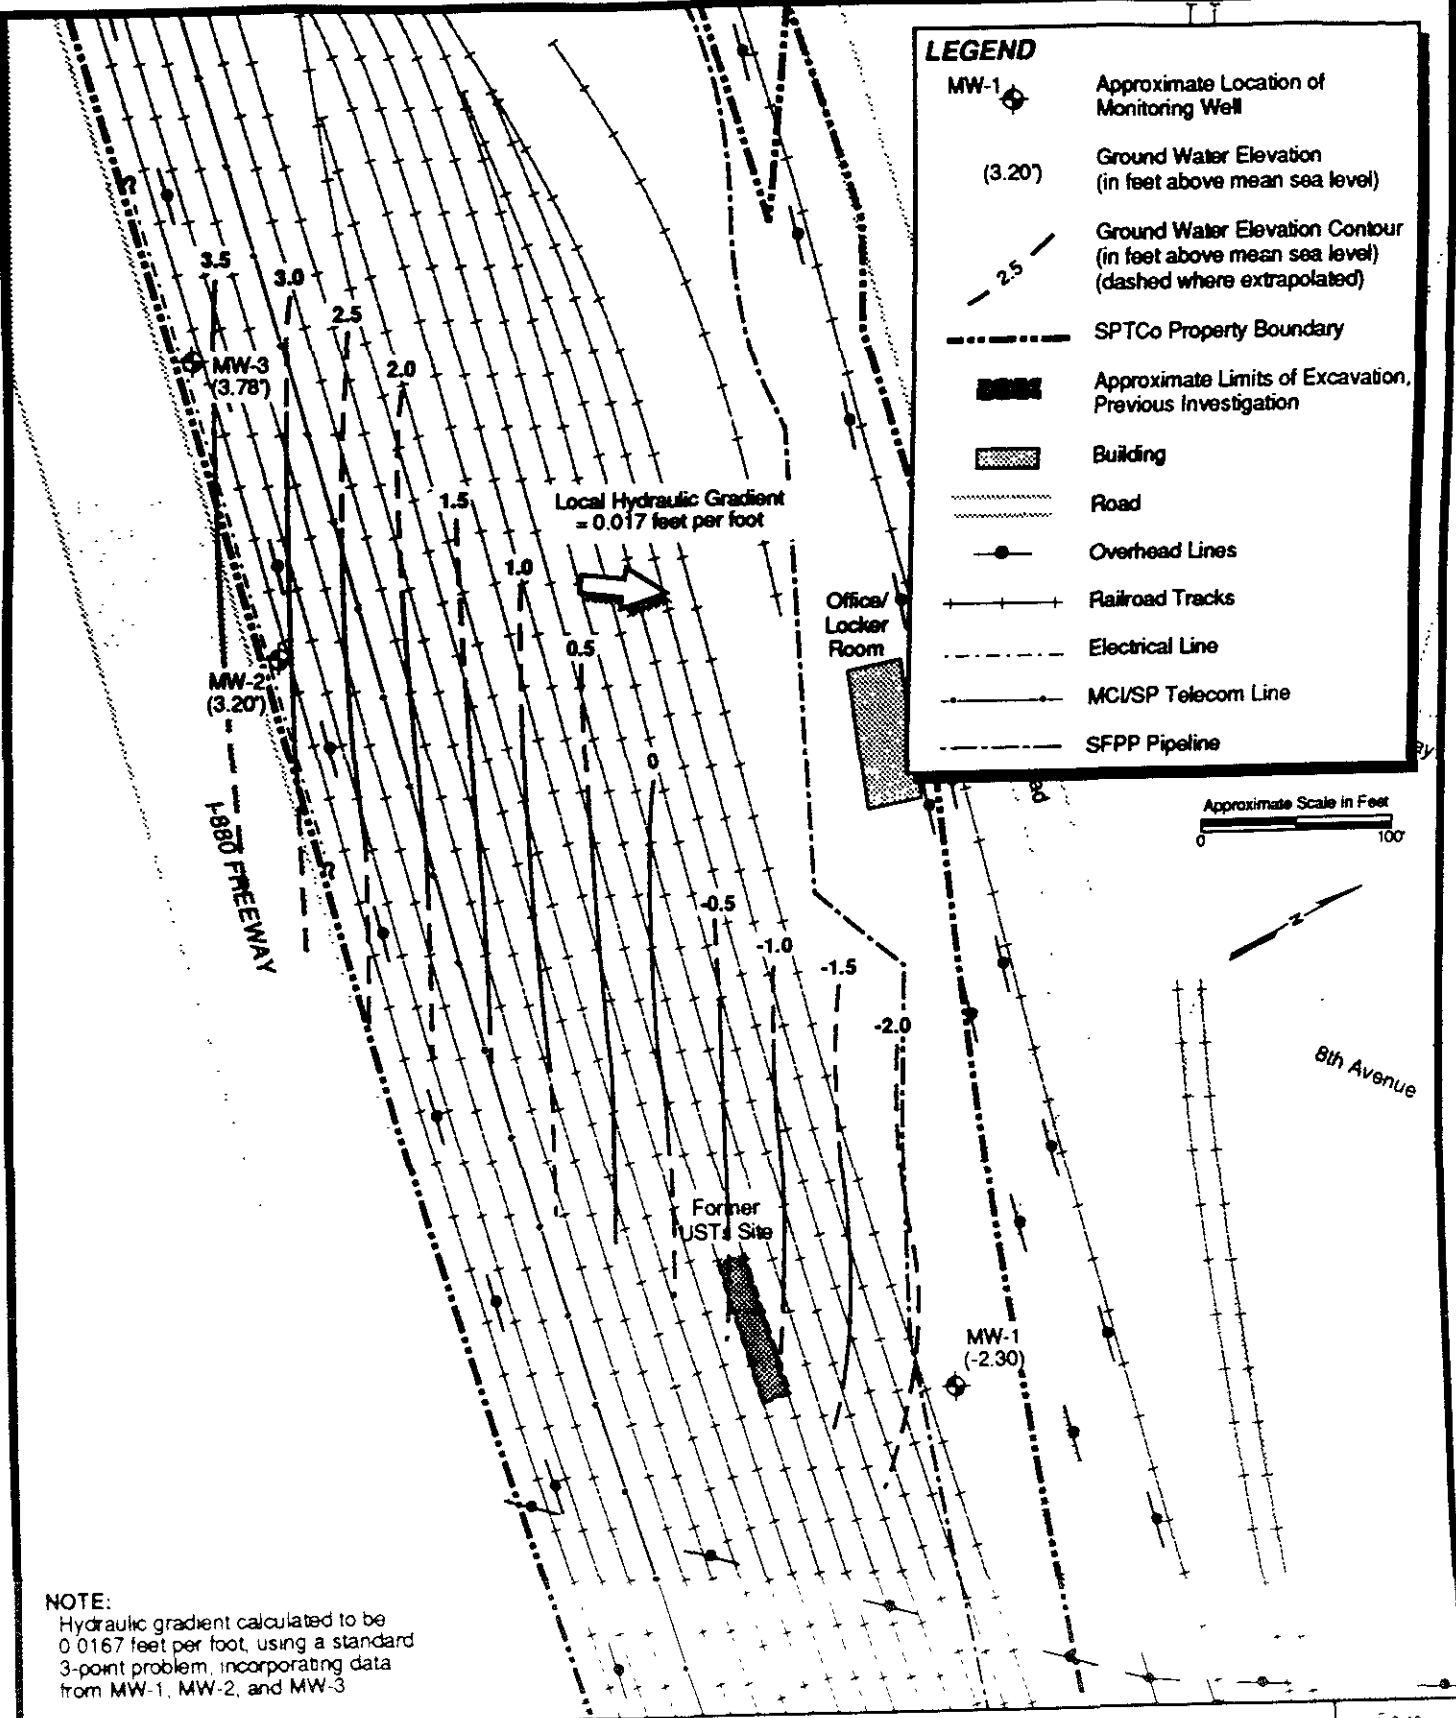 LEGEND
MW-1
Approximate Location of
Monitoring Well
(3.20')
Ground Water Elevation
(in feet above mean sea level)
2.5
Ground Water Elevation Contour
(in feet above mean sea level)
(dashed where extrapolated)
SPTCo Property Boundary
Approximate Limits of Excavation,
Previous Investigation
Building
Road
Overhead Lines
Railroad Tracks
Electrical Line
MCI/SP Telecom Line
SFPP Pipeline
3.5
3.0
2.5
2.0
MW-3
(3.78')
1.5
Local Hydraulic Gradient
= 0.017 feet per foot
1.0
0.5
Office/
Locker
Room
MW-2
(3.20')
0
I-880 FREEWAY
Approximate Scale in Feet
0
100'
-0.5
-1.0
-1.5
-2.0
N
8th Avenue
Former
UST Site
MW-1
(-2.30)
NOTE:
Hydraulic gradient calculated to be
0.0167 feet per foot, using a standard
3-point problem, incorporating data
from MW-1, MW-2, and MW-3